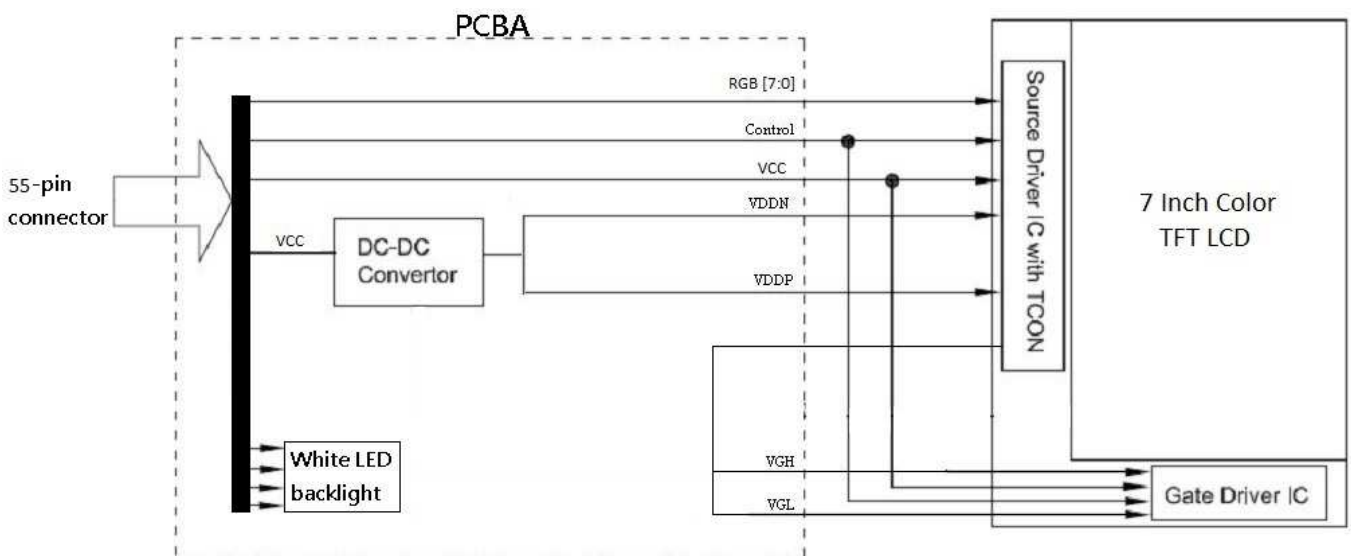 PCBA
RGB [7:0]
Control
VCC
VDDN
VDDP
55-pin
connector
VCC
DC-DC
Convertor
Source Driver IC with TCON
7 Inch Color
TFT LCD
White LED
backlight
VGH
VGL
Gate Driver IC